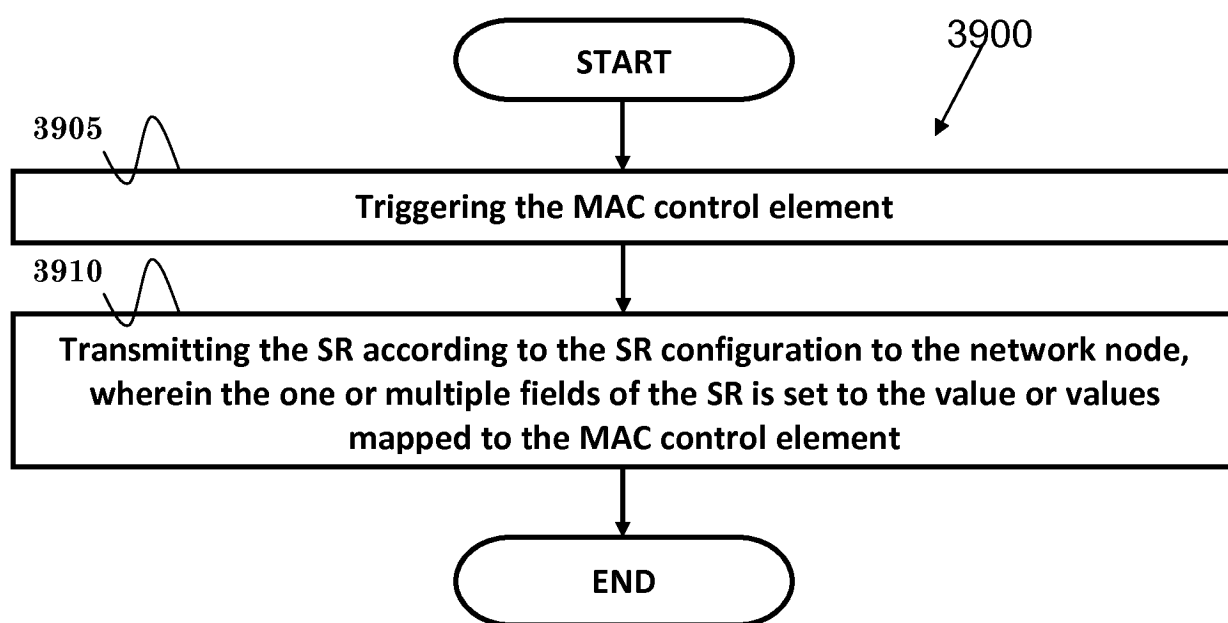 START
3900
3905
Triggering the MAC control element
3910
Transmitting the SR according to the SR configuration to the network node,
wherein the one or multiple fields of the SR is set to the value or values
mapped to the MAC control element
END